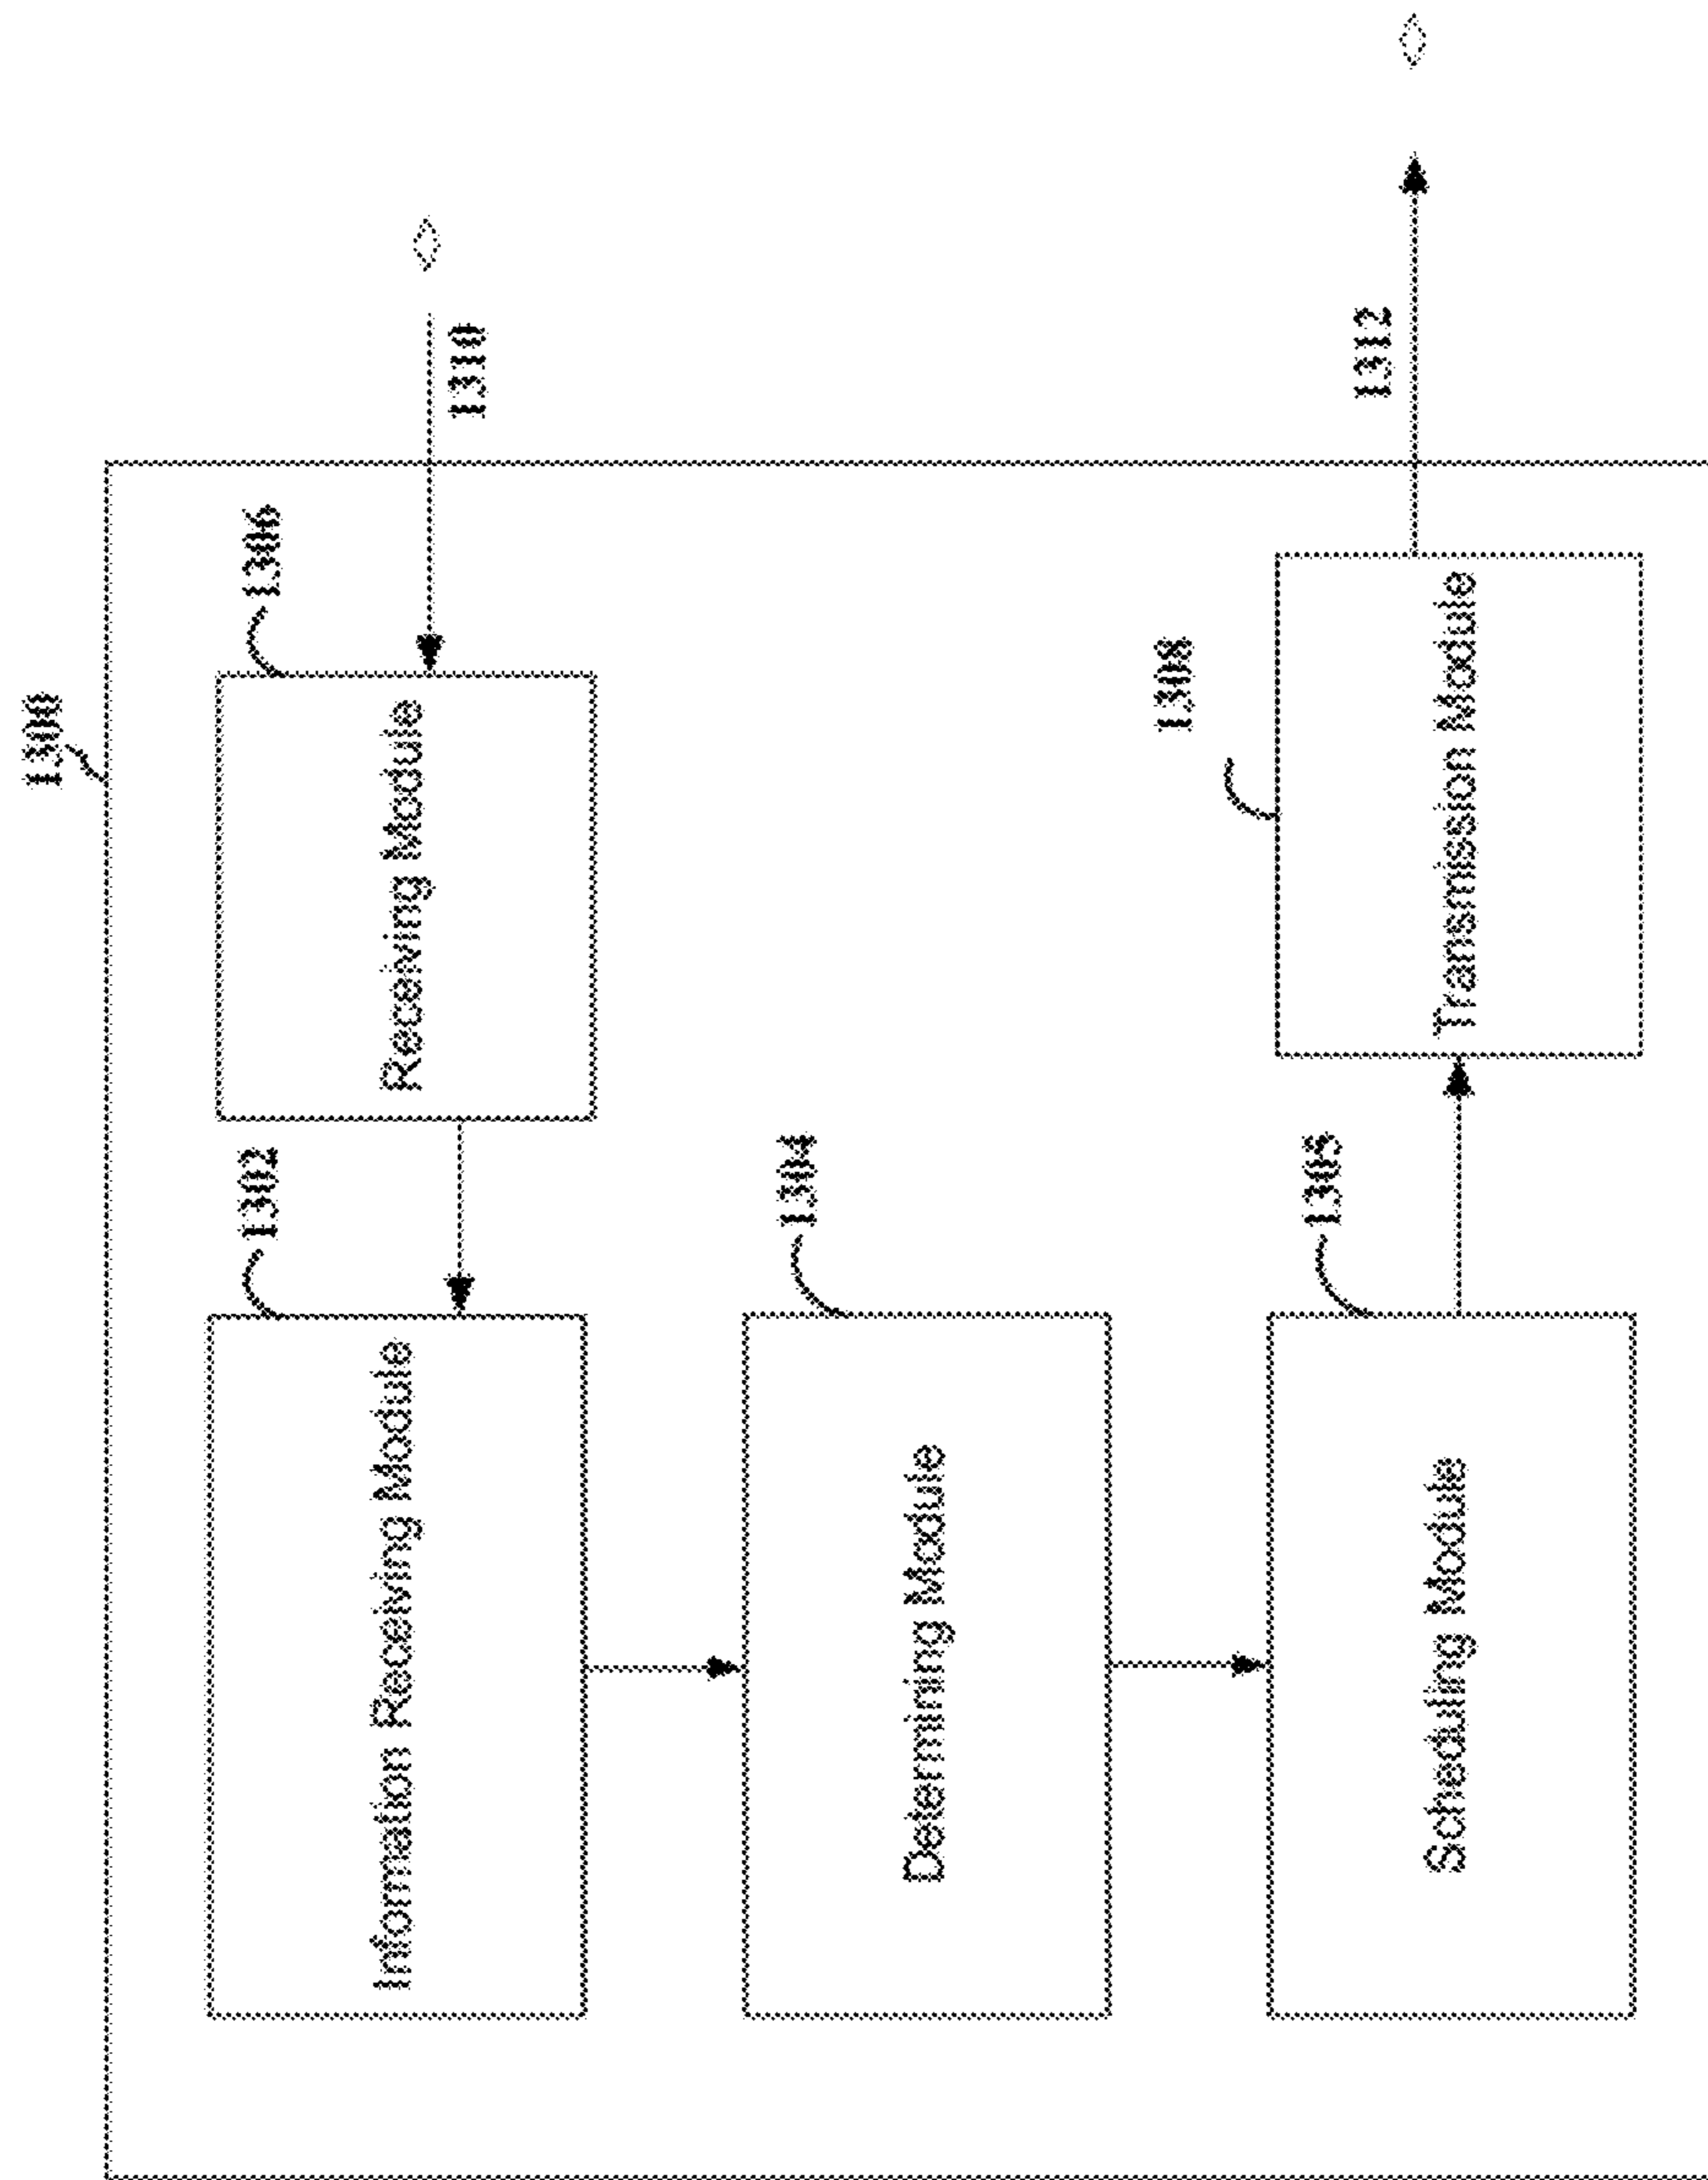 1300
Information Receiving Module
1302
Receiving Module
1306
1310
Determining Module
1304
Scheduling Module
1305
Transmission Module
1308
1312